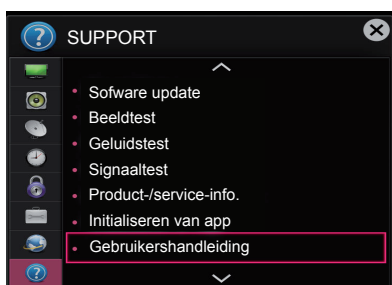 SUPPORT
Sofware update
Beeldtest
Geluidstest
Signaaltest
Product-/service-info.
Initialiseren van app
Gebruikershandleiding